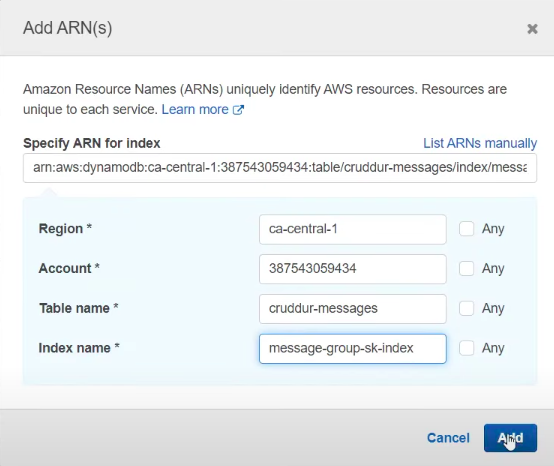 Add ARN(s)
Amazon Resource Names (ARNs) uniquely identify AWS resources. Resources are
unique to each service. Learn more
Specify ARN for index List ARNs manually
arn:aws:dynamodb:ca-central-1:387543059434:table/cruddur-messages/index/messa
Region * ca-central-1 Any
Account * 387543059434 Any
Table name * cruddur-messages Any
Index name * message-group-sk-index Any
Cancel Add